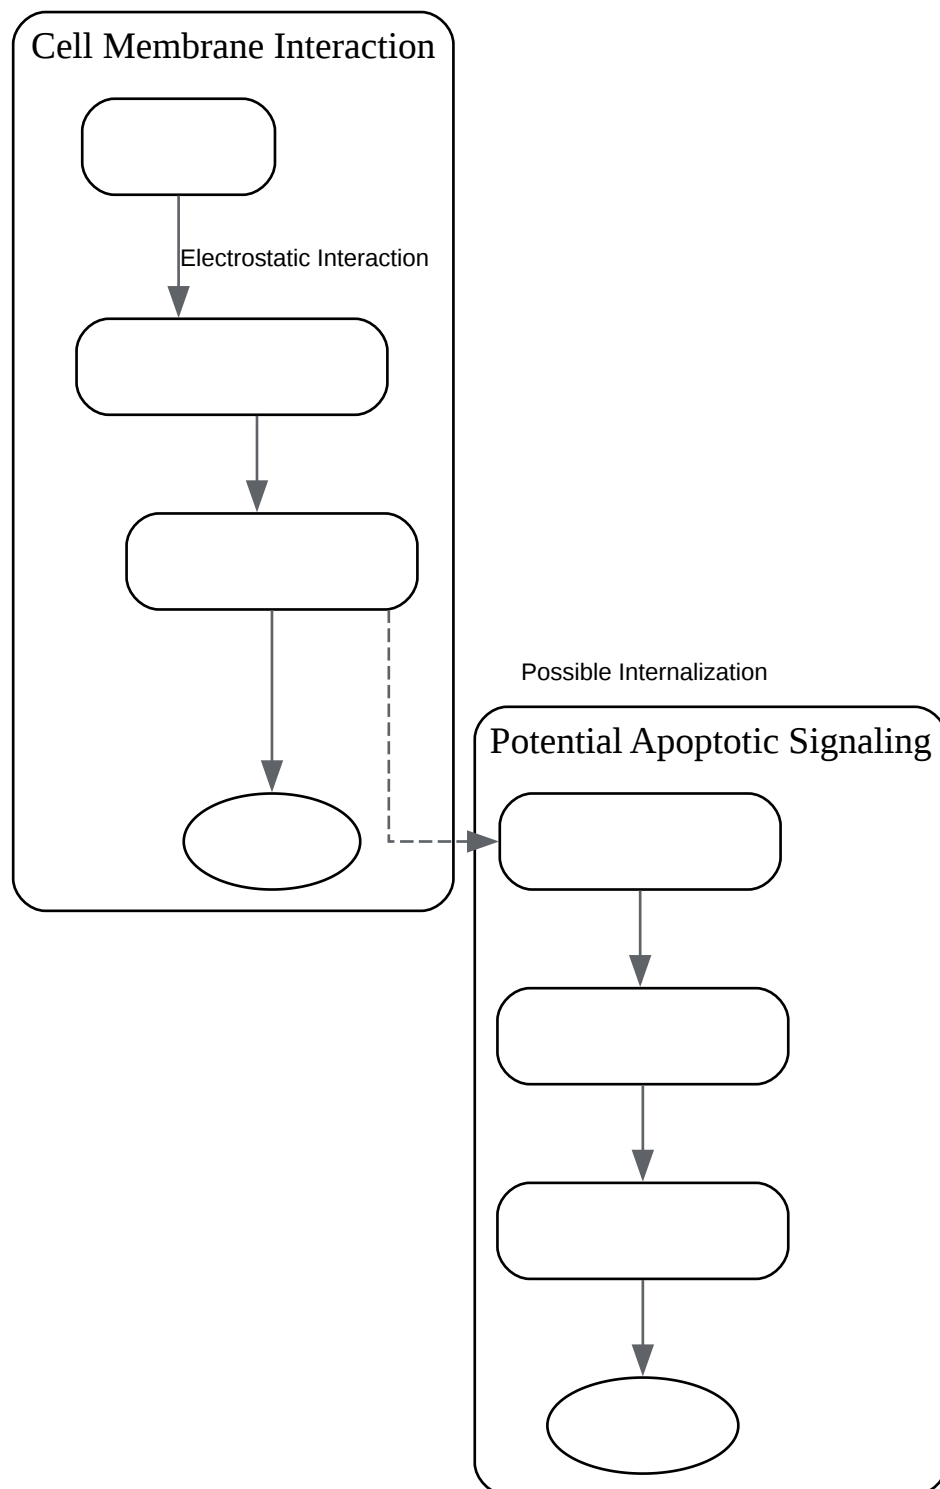 Cell Membrane Interaction
Electrostatic Interaction
Possible Internalization
Potential Apoptotic Signaling